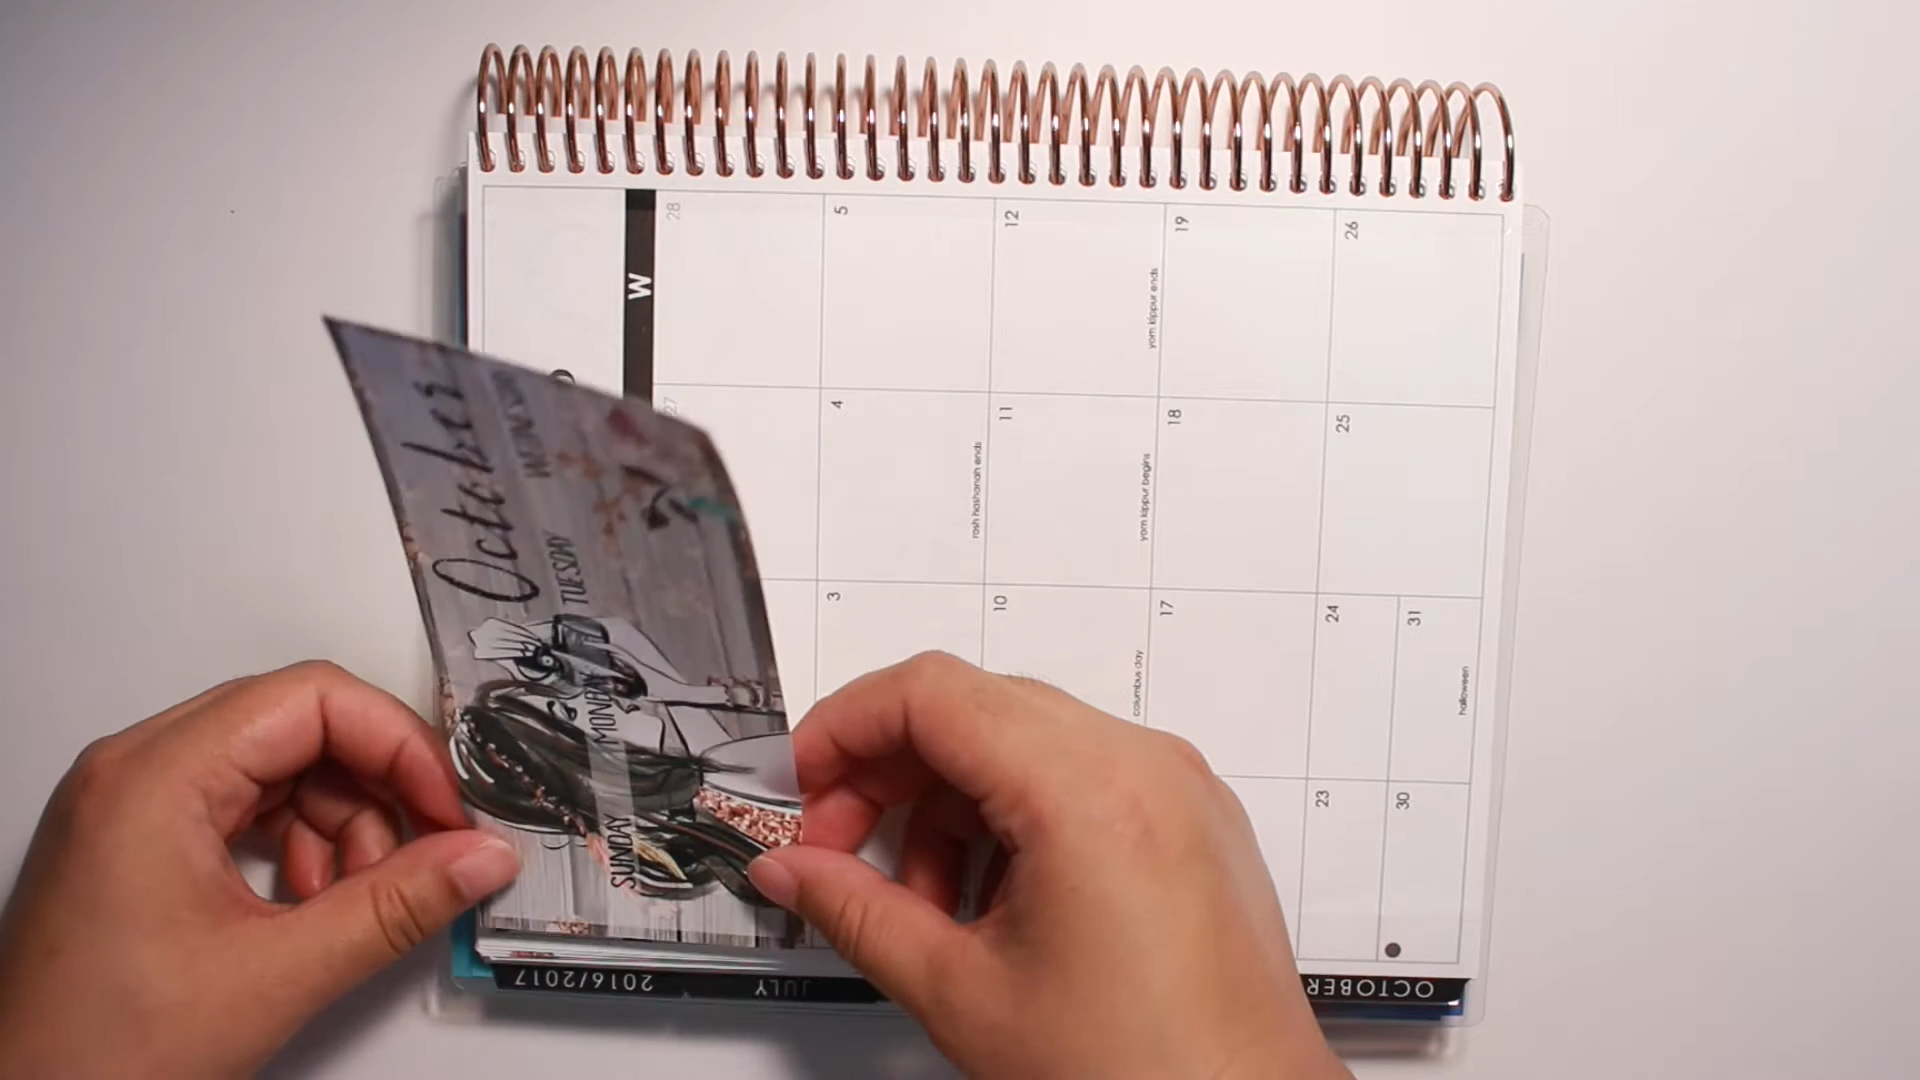 October
SUNDAY MONDAY TUESDAY WEDNESDAY
W
28
27
5
4
3
rosh hashanah ends
12
11
10
columbus day
yom kippur begins
yom kippur ends
19
18
17
26
25
24
23
31
halloween
30
2016/2017
JULY
OCTOBER